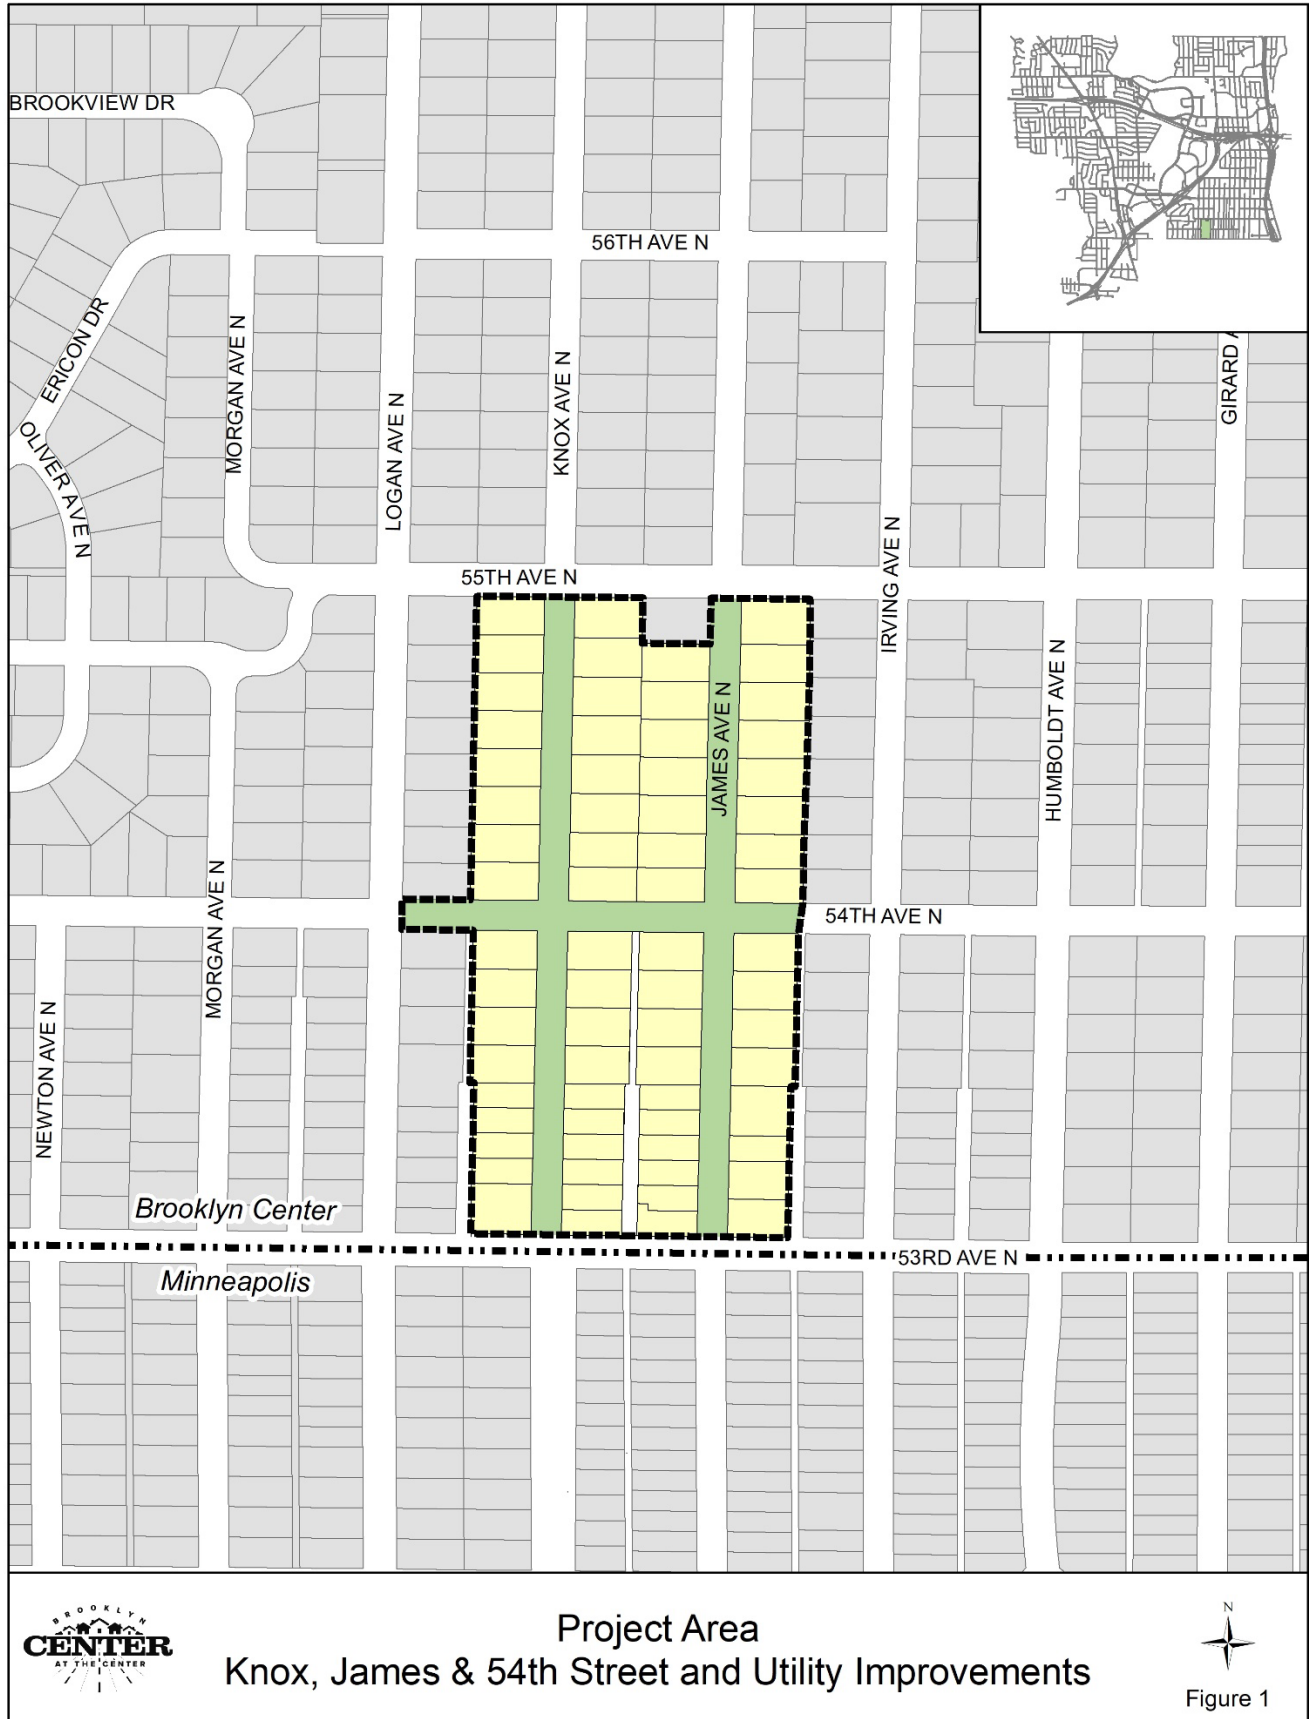 BROOKVIEW DR
56TH AVE N
ERICON DR
MORGAN AVE N
LOGAN AVE N
KNOX AVE N
GIRARD A
OLIVER AVE N
IRVING AVE N
55TH AVE N
HUMBOLDT AVE N
JAMES AVE N
MORGAN AVE N
54TH AVE N
NEWTON AVE N
Brooklyn Center
53RD AVE N
Minneapolis
BROOKLYN
CENTER
AT THE CENTER
Project Area
Knox, James & 54th Street and Utility Improvements
N
Figure 1